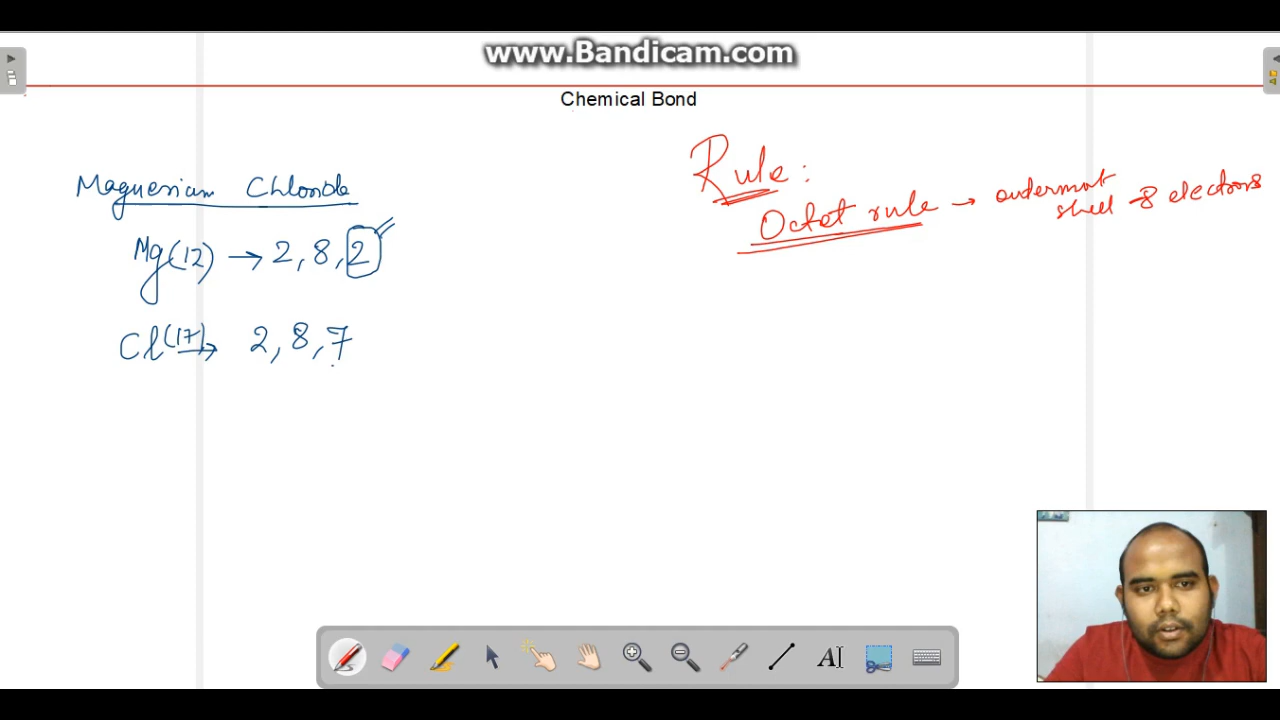 www.Bandicam.com
Chemical Bond
Magnesium Chloride
Mg(12) → 2, 8, 2
Cl(17) → 2, 8, 7
Rule:
Octet rule → outermost
shell - 8 electrons
AI